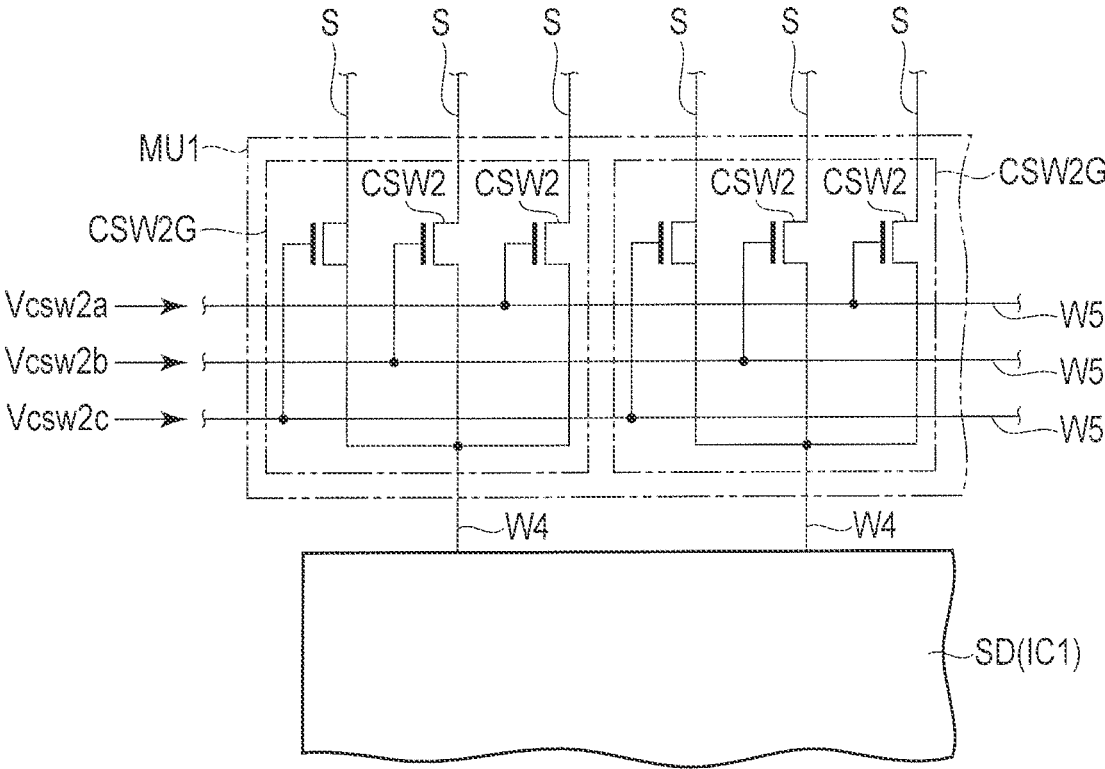 S S S S S S
MU1
CSW2 CSW2 CSW2 CSW2 CSW2G
CSW2G
Vcsw2a
W5
Vcsw2b
W5
Vcsw2c
W5
W4 W4
SD(IC1)